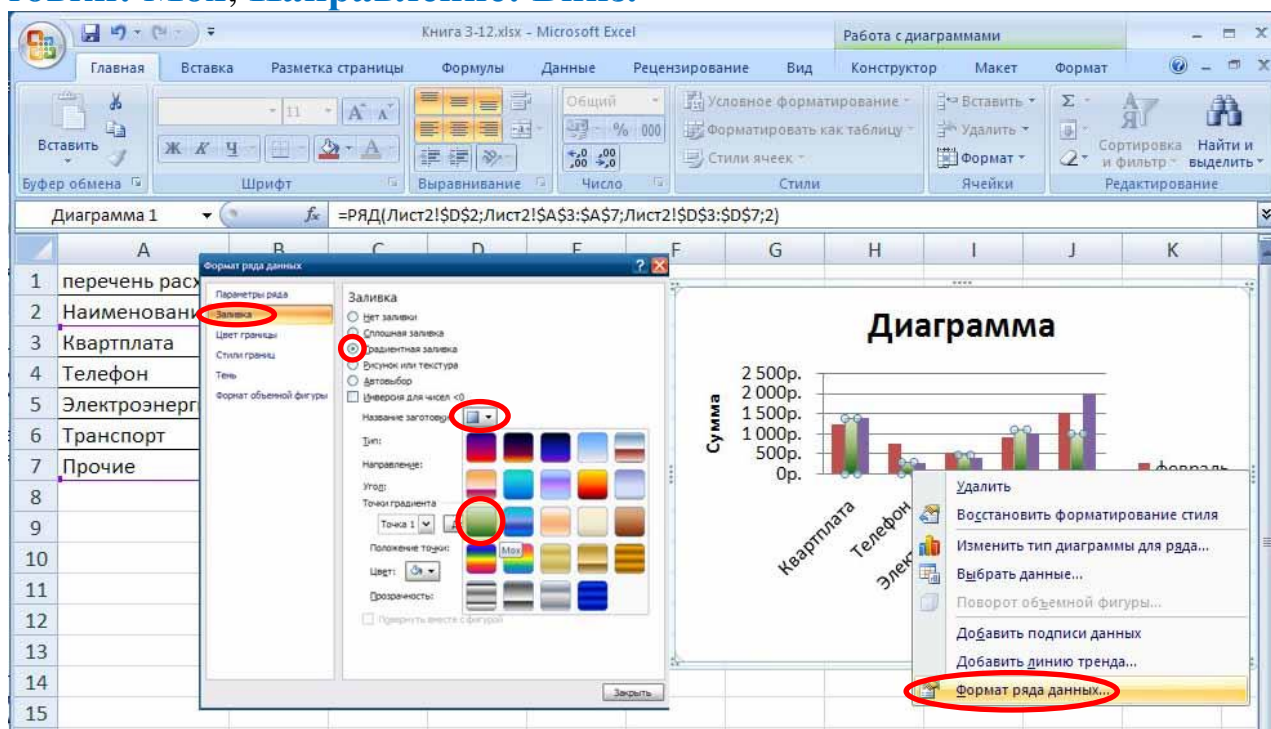 Книга 3-12.xlsx - Microsoft Excel
Работа с диаграммами
Главная Вставка Разметка страницы Формулы Данные Рецензирование Вид Конструктор Макет Формат
Вставить
11
Общий
Условное форматирование
Вставить
Σ
Форматировать как таблицу
Удалить
Ж К Ч
% 000
Стили ячеек
Формат
Сортировка и фильтр
Найти и выделить
Буфер обмена Шрифт Выравнивание Число Стили Ячейки Редактирование
Диаграмма 1
fx =РЯД(Лист2!$D$2;Лист2!$A$3:$A$7;Лист2!$D$3:$D$7;2)
A B C D E F G H I J K
1 перечень расх
2 Наименовани
3 Квартплата
4 Телефон
5 Электроэнерг
6 Транспорт
7 Прочие
8
9
10
11
12
13
14
15
Формат ряда данных
Параметры ряда
Заливка
Цвет границы
Стили границ
Тень
Формат объемной фигуры
Заливка
Нет заливки
Сплошная заливка
Градиентная заливка
Рисунок или текстура
Автовыбор
Инверсия для чисел <0
Название заготовки:
Тип:
Направление:
Угол:
Точки градиента
Точка 1
Положение точки:
Мох
Цвет:
Прозрачность:
Повернуть вместе с фигурой
Закрыть
Диаграмма
Сумма
2 500р.
2 000р.
1 500р.
1 000р.
500р.
0р.
Квартплата
Телефон
Элек
февраль
Удалить
Восстановить форматирование стиля
Изменить тип диаграммы для ряда...
Выбрать данные...
Поворот объемной фигуры...
Добавить подписи данных
Добавить линию тренда...
Формат ряда данных...